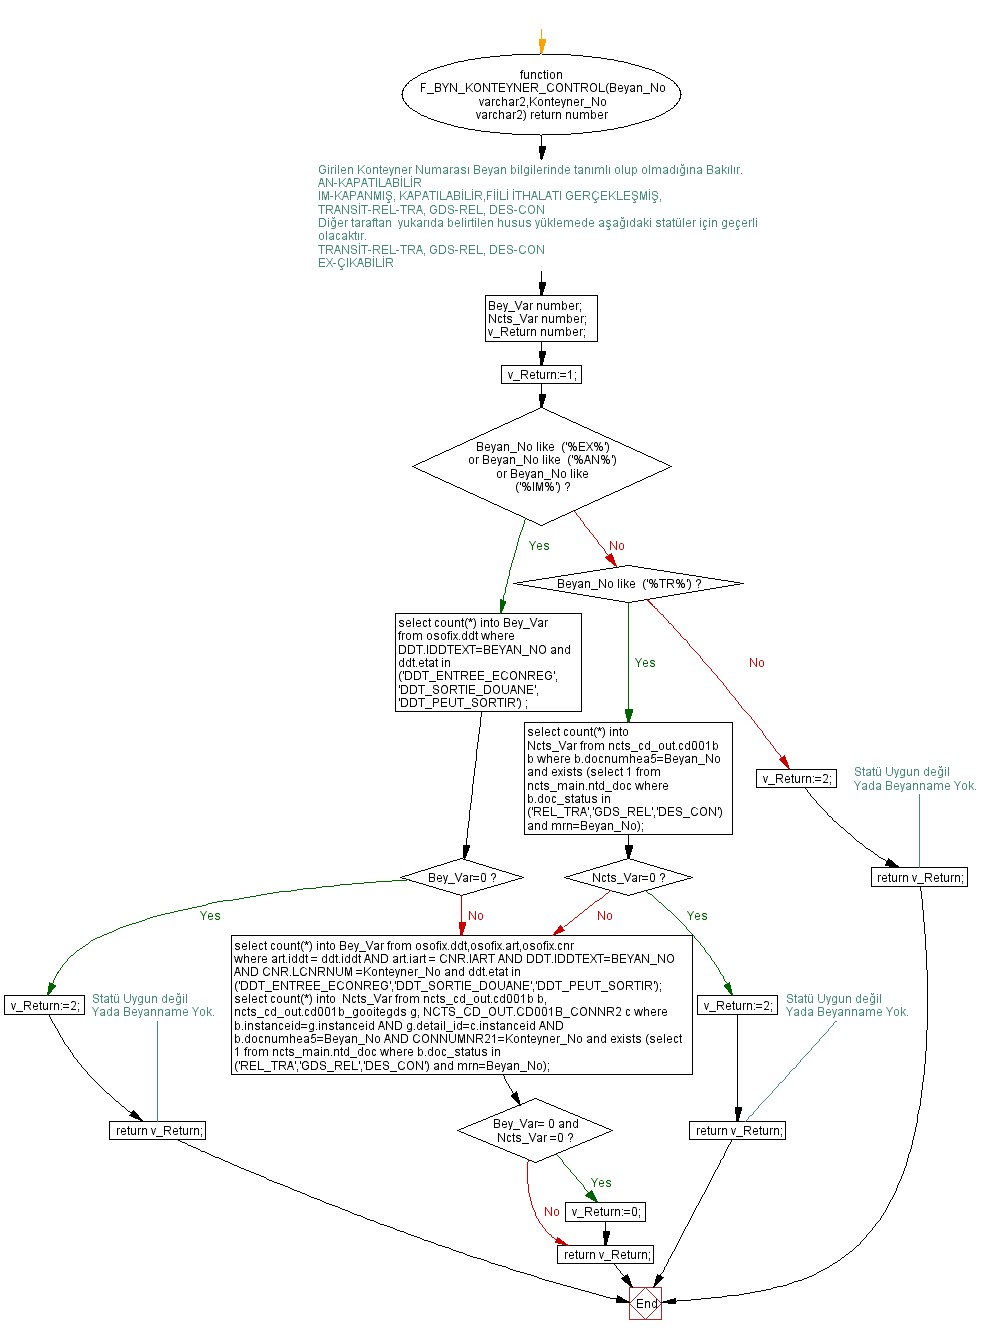 function
F_BYN_KONTEYNER_CONTROL(Beyan_No
varchar2,Konteyner_No
varchar2) return number
Girilen Konteyner Numarası Beyan bilgilerinde tanımlı olup olmadığına Bakılır.
AN-KAPATILABİLİR
IM-KAPANMIŞ, KAPATILABİLİR,FİİLİ İTHALATI GERÇEKLEŞMİŞ,
TRANSİT-REL-TRA, GDS-REL, DES-CON
Diğer taraftan  yukarıda belirtilen husus yüklemede aşağıdaki statüler için geçerli
olacaktır.
TRANSİT-REL-TRA, GDS-REL, DES-CON
EX-ÇIKABİLİR
Bey_Var number;
Ncts_Var number;
v_Return number;
v_Return:=1;
Beyan_No like  ('%EX%')
or Beyan_No like  ('%AN%')
or Beyan_No like
('%IM%') ?
Yes
No
Beyan_No like  ('%TR%') ?
select count(*) into Bey_Var
from osofix.ddt where
DDT.IDDTEXT=BEYAN_NO and
ddt.etat in
('DDT_ENTREE_ECONREG',
'DDT_SORTIE_DOUANE',
'DDT_PEUT_SORTIR') ;
Yes
No
select count(*) into
Ncts_Var from ncts_cd_out.cd001b
b where b.docnumhea5=Beyan_No
and exists (select 1 from
ncts_main.ntd_doc where
b.doc_status in
('REL_TRA','GDS_REL','DES_CON')
and mrn=Beyan_No);
v_Return:=2;
Statü Uygun değil
Yada Beyanname Yok.
Bey_Var=0 ?
Ncts_Var=0 ?
return v_Return;
Yes
No
No
Yes
select count(*) into Bey_Var from osofix.ddt,osofix.art,osofix.cnr
where art.iddt = ddt.iddt AND art.iart = CNR.IART AND DDT.IDDTEXT=BEYAN_NO
AND CNR.LCNRNUM =Konteyner_No and ddt.etat in
('DDT_ENTREE_ECONREG','DDT_SORTIE_DOUANE','DDT_PEUT_SORTIR');
select count(*) into  Ncts_Var from ncts_cd_out.cd001b b,
ncts_cd_out.cd001b_gooitegds g, NCTS_CD_OUT.CD001B_CONNR2 c where
b.instanceid=g.instanceid AND g.detail_id=c.instanceid AND
b.docnumhea5=Beyan_No AND CONNUMNR21=Konteyner_No and exists (select
1 from ncts_main.ntd_doc where b.doc_status in
('REL_TRA','GDS_REL','DES_CON') and mrn=Beyan_No);
v_Return:=2;
Statü Uygun değil
Yada Beyanname Yok.
v_Return:=2;
Statü Uygun değil
Yada Beyanname Yok.
return v_Return;
Bey_Var= 0 and
Ncts_Var =0 ?
return v_Return;
Yes
No
v_Return:=0;
return v_Return;
End